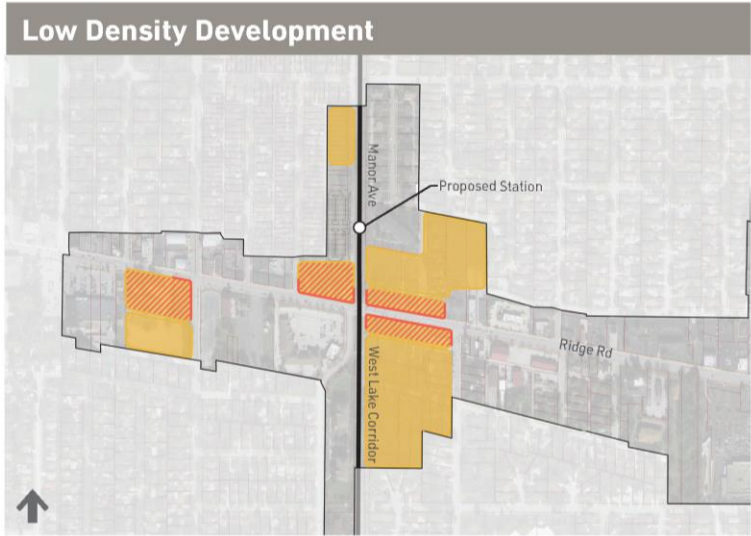 Low Density Development
Manor Ave
Proposed Station
Ridge Rd
West Lake Corridor